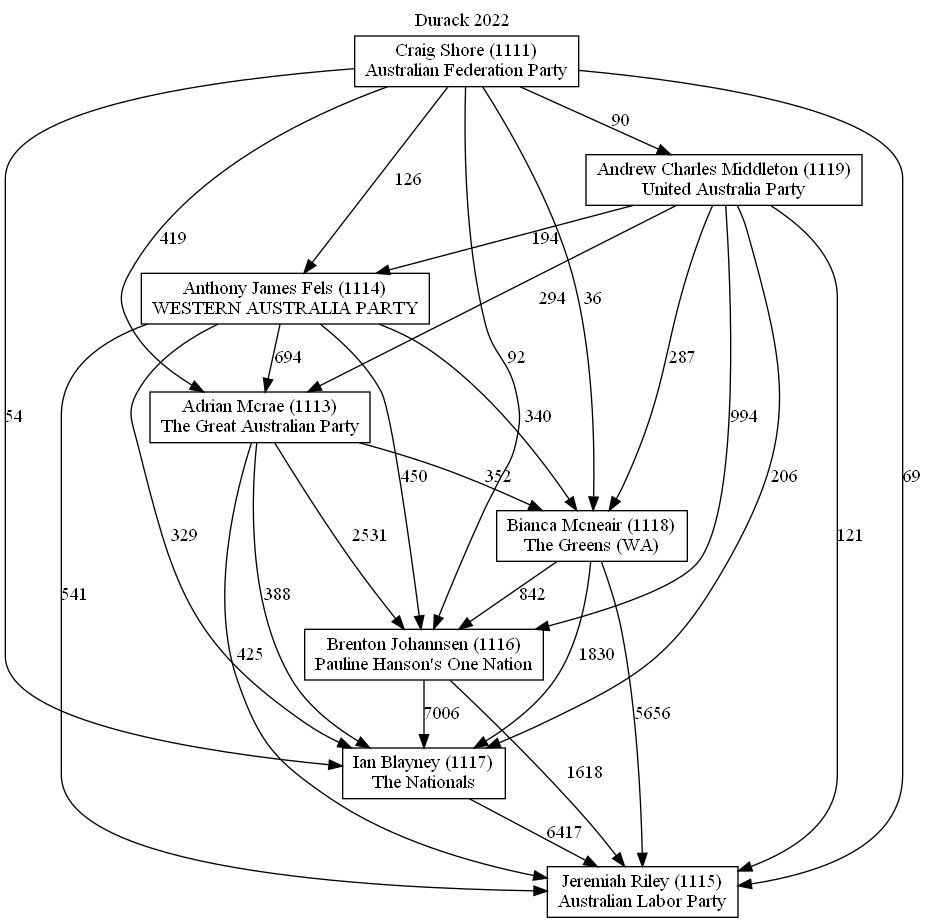 Durack 2022
Craig Shore (1111)
Australian Federation Party
90
Andrew Charles Middleton (1119)
United Australia Party
126
419
194
Anthony James Fels (1114)
WESTERN AUSTRALIA PARTY
294
36
694
92
287
Adrian Mcrae (1113)
The Great Australian Party
54
340
994
450
352
206
69
Bianca Mcneair (1118)
The Greens (WA)
329
2531
121
541
388
842
Brenton Johannsen (1116)
Pauline Hanson's One Nation
425
1830
7006
5656
Ian Blayney (1117)
The Nationals
1618
6417
Jeremiah Riley (1115)
Australian Labor Party